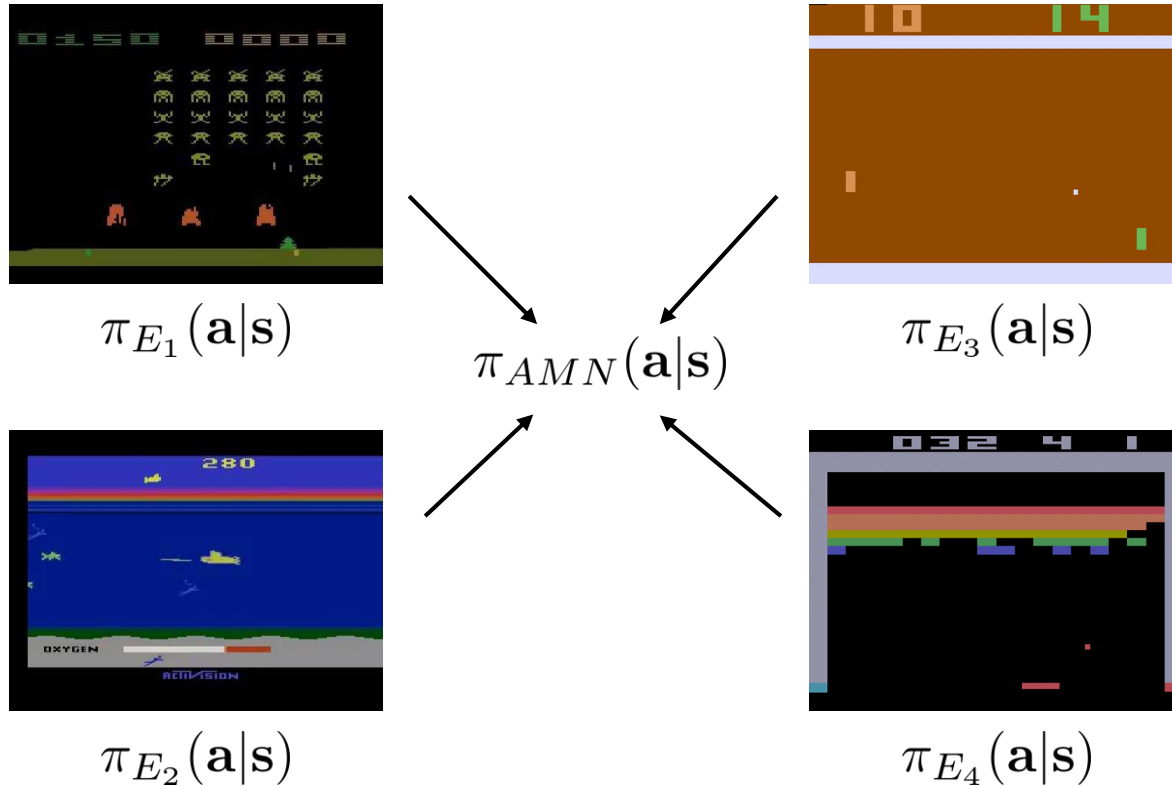 0150 0000
π_{E_1}(𝐚|𝐬)
10 14
π_{E_3}(𝐚|𝐬)
π_{AMN}(𝐚|𝐬)
280
OXYGEN
ACTIVISION
π_{E_2}(𝐚|𝐬)
032 4 1
π_{E_4}(𝐚|𝐬)